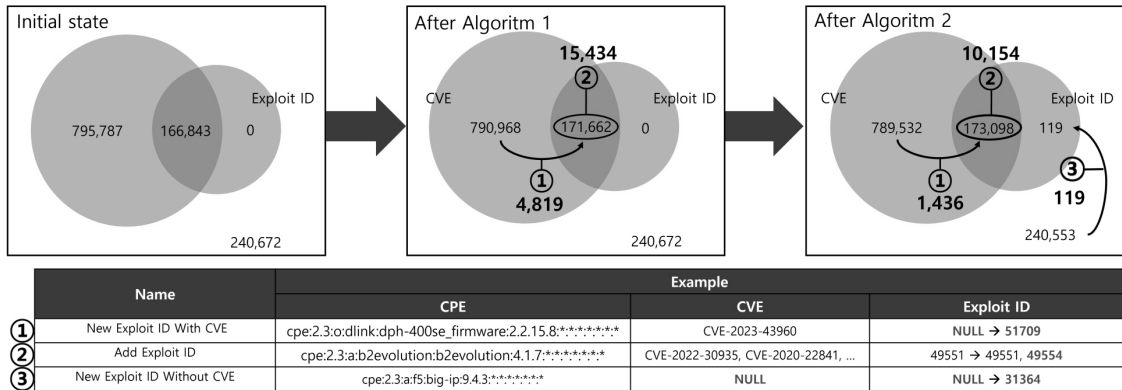 Initial state
795,787
166,843
Exploit ID
0
240,672
After Algoritm 1
15,434
2
CVE
Exploit ID
790,968
171,662
0
1
4,819
240,672
After Algoritm 2
10,154
2
CVE
Exploit ID
789,532
173,098
119
1
1,436
3
119
240,553
Name
Example
CPE
CVE
Exploit ID
1 New Exploit ID With CVE cpe:2.3:o:dlink:dph-400se_firmware:2.2.15.8:*:*:*:*:*:*:* CVE-2023-43960 NULL → 51709
2 Add Exploit ID cpe:2.3:a:b2evolution:b2evolution:4.1.7:*:*:*:*:*:*:* CVE-2022-30935, CVE-2020-22841, ... 49551 → 49551, 49554
3 New Exploit ID Without CVE cpe:2.3:a:f5:big-ip:9.4.3:*:*:*:*:*:*:* NULL NULL → 31364